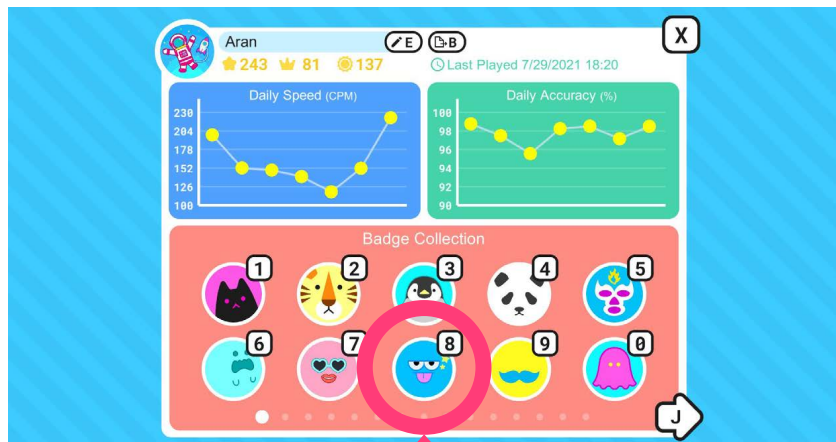 Aran E B X
243 81 137 Last Played 7/29/2021 18:20
Daily Speed (CPM)
230
204
178
152
126
100
Daily Accuracy (%)
100
98
96
94
92
90
Badge Collection
1 2 3 4 5
6 7 8 9 0
J